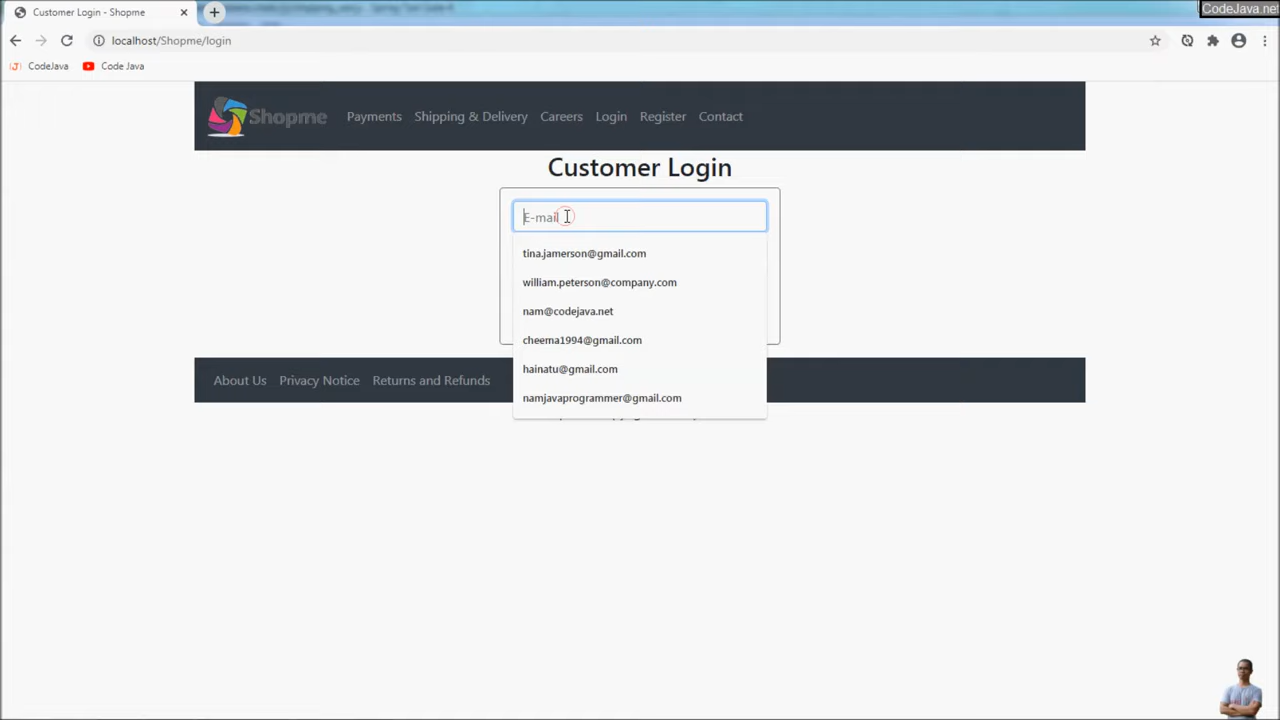 Customer Login - Shopme
CodeJava.net
localhost/Shopme/login
CodeJava
Code Java
Shopme
Payments
Shipping & Delivery
Careers
Login
Register
Contact
Customer Login
E-mail
tina.jamerson@gmail.com
william.peterson@company.com
nam@codejava.net
cheema1994@gmail.com
hainatu@gmail.com
namjavaprogrammer@gmail.com
About Us
Privacy Notice
Returns and Refunds